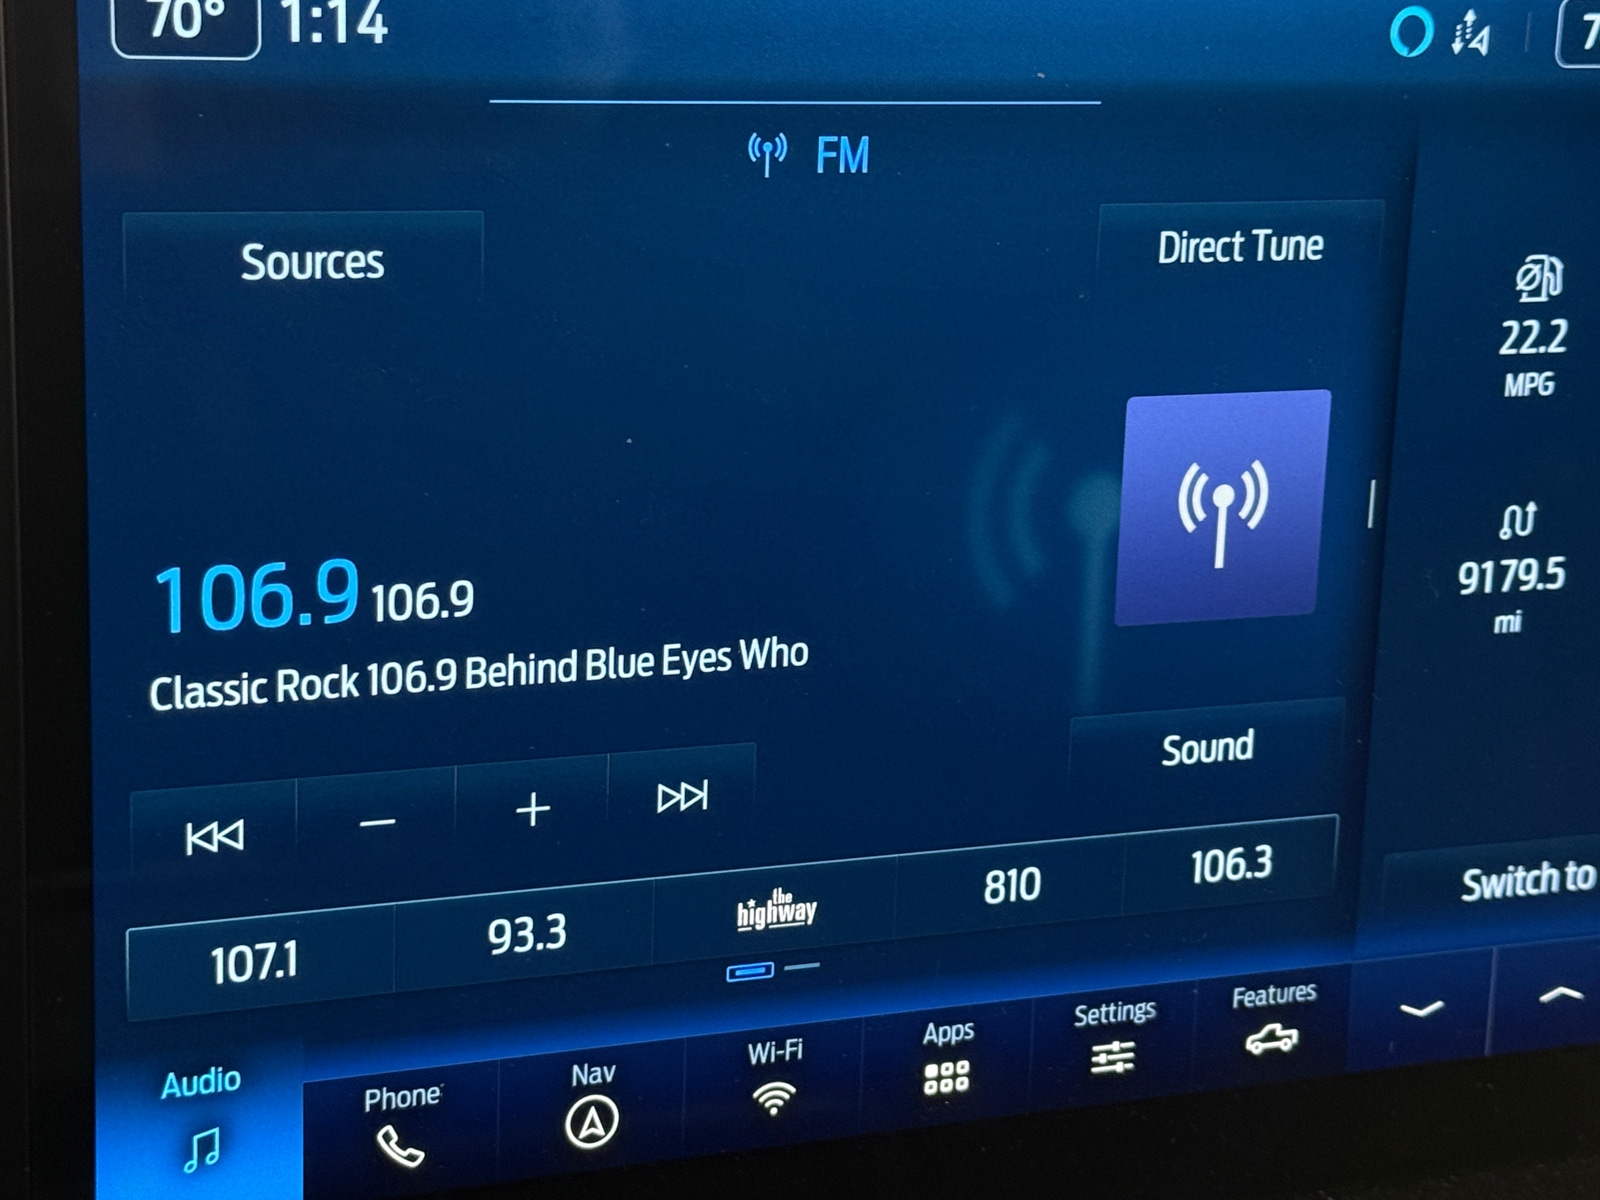 70° 1:14
7
FM
Sources
Direct Tune
22.2
MPG
106.9 106.9
9179.5
mi
Classic Rock 106.9 Behind Blue Eyes Who
Sound
107.1 93.3 the highway 810 106.3
Switch to
Audio Phone Nav Wi-Fi Apps Settings Features